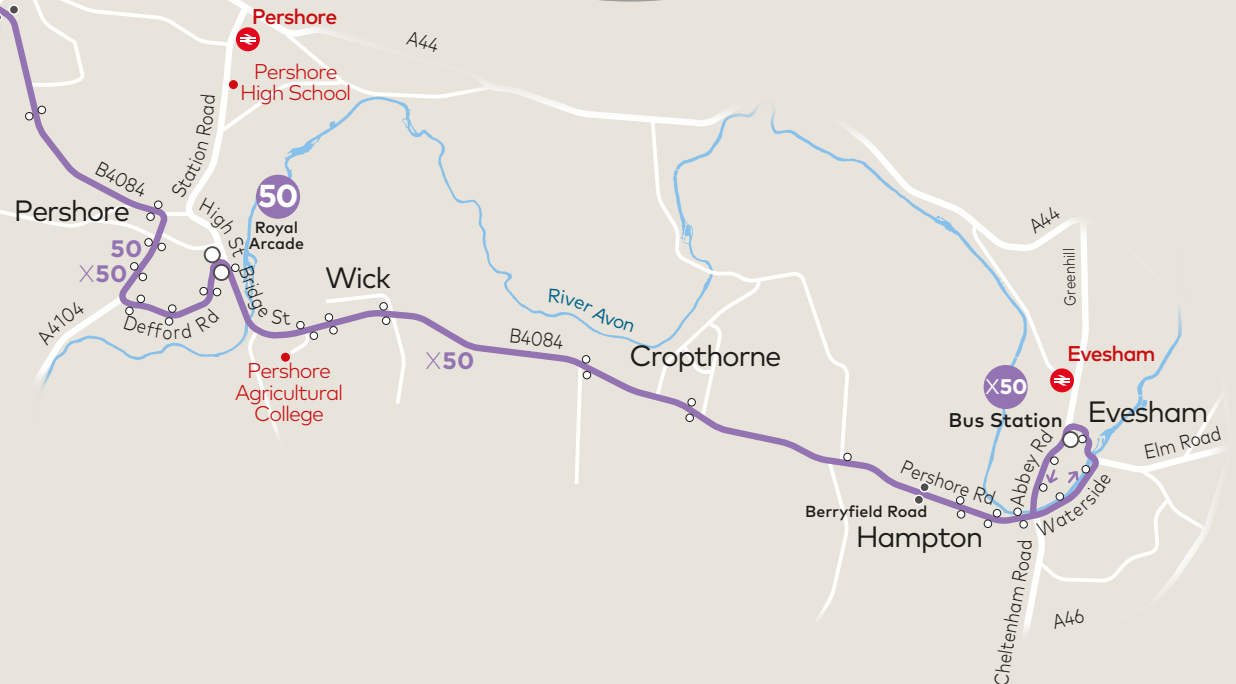 Pershore
A44
Pershore
High School
Station Road
B4084
50
Royal
Arcade
Pershore
High St
50
X50
Bridge St
Wick
River Avon
A4104
Defford Rd
B4084
X50
Cropthorne
Pershore
Agricultural
College
A44
Greenhill
Evesham
X50
Bus Station
Evesham
Elm Road
Abbey Rd
Pershore Rd
Waterside
Berryfield Road
Hampton
Cheltenham Road
A46